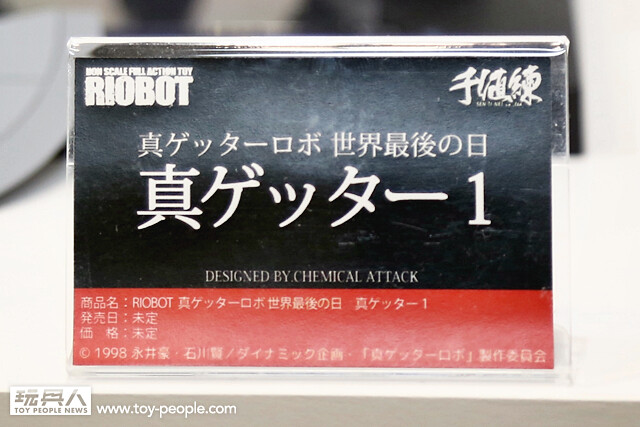 NON SCALE FULL ACTION TOY
RIOBOT
千値練
SEN-TI-NEL
真ゲッターロボ 世界最後の日
真ゲッター1
DESIGNED BY.CHEMICAL ATTACK
商品名：RIOBOT 真ゲッターロボ 世界最後の日　真ゲッター1
発売日：未定
価　格：未定
© 1998 永井豪・石川賢／ダイナミック企画・「真ゲッターロボ」製作委員会
玩具人
TOY PEOPLE NEWS
www.toy-people.com